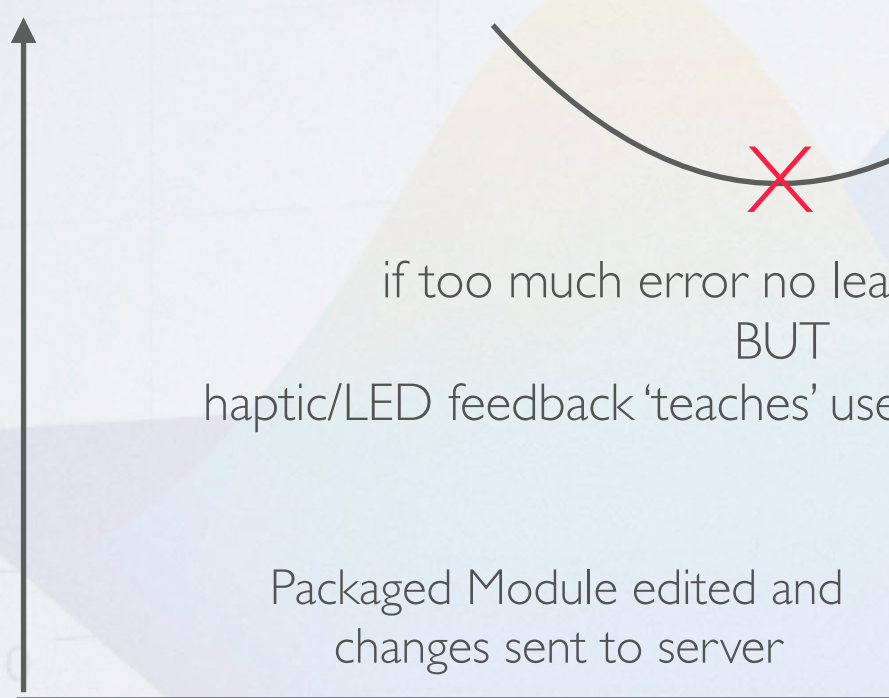 if too much error no lea
BUT
haptic/LED feedback ‘teaches’ use
Packaged Module edited and
changes sent to server